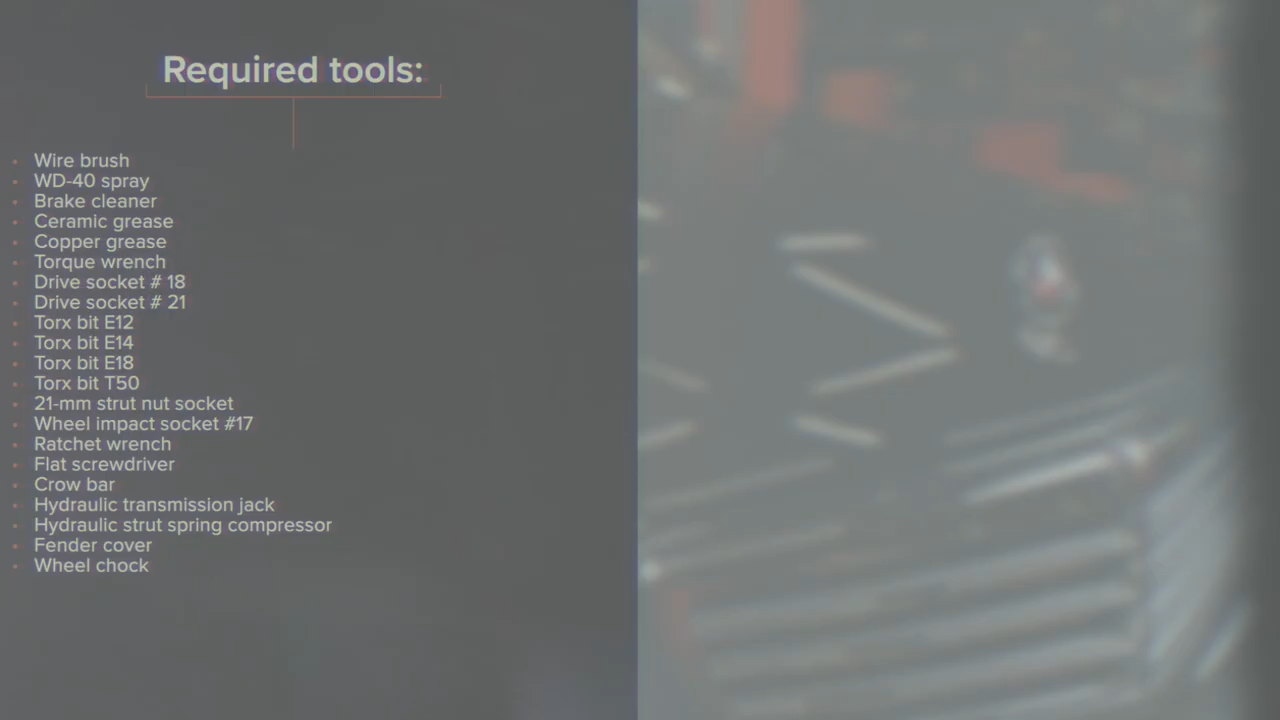 Required tools:
Wire brush
WD-40 spray
Brake cleaner
Ceramic grease
Copper grease
Torque wrench
Drive socket # 18
Drive socket # 21
Torx bit E12
Torx bit E14
Torx bit E18
Torx bit T50
21-mm strut nut socket
Wheel impact socket #17
Ratchet wrench
Flat screwdriver
Crow bar
Hydraulic transmission jack
Hydraulic strut spring compressor
Fender cover
Wheel chock